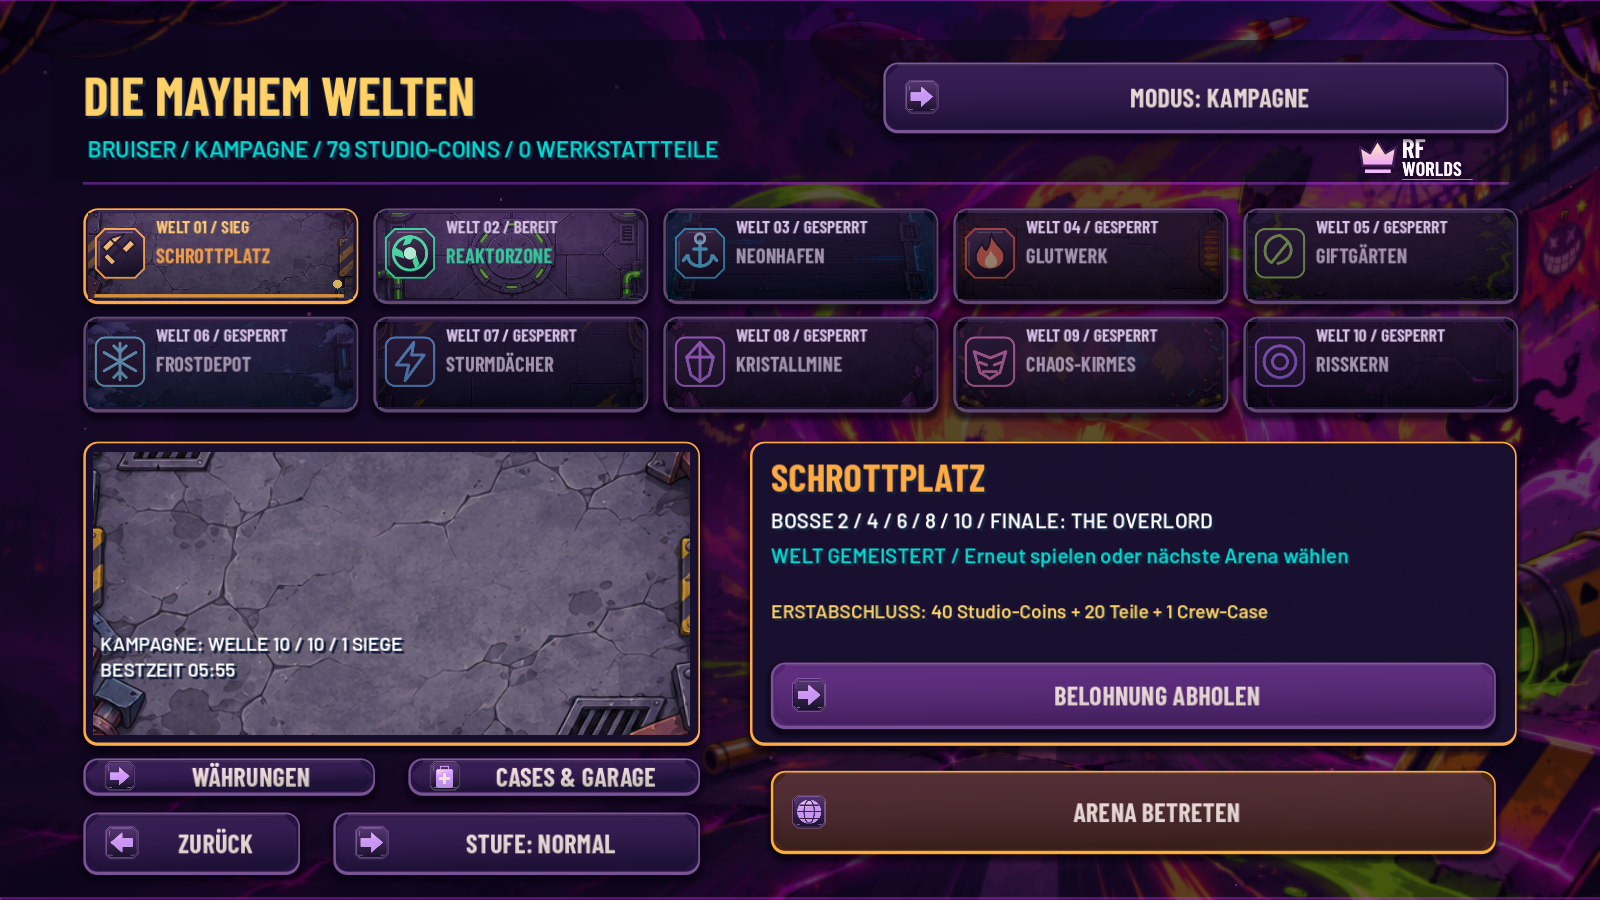 DIE MAYHEM WELTEN
BRUISER / KAMPAGNE / 79 STUDIO-COINS / 0 WERKSTATTTEILE
MODUS: KAMPAGNE
RF
WORLDS
WELT 01 / SIEG
SCHROTTPLATZ
WELT 02 / BEREIT
REAKTORZONE
WELT 03 / GESPERRT
NEONHAFEN
WELT 04 / GESPERRT
GLUTWERK
WELT 05 / GESPERRT
GIFTGÄRTEN
WELT 06 / GESPERRT
FROSTDEPOT
WELT 07 / GESPERRT
STURMDÄCHER
WELT 08 / GESPERRT
KRISTALLMINE
WELT 09 / GESPERRT
CHAOS-KIRMES
WELT 10 / GESPERRT
RISSKERN
KAMPAGNE: WELLE 10 / 10 / 1 SIEGE
BESTZEIT 05:55
SCHROTTPLATZ
BOSSE 2 / 4 / 6 / 8 / 10 / FINALE: THE OVERLORD
WELT GEMEISTERT / Erneut spielen oder nächste Arena wählen
ERSTABSCHLUSS: 40 Studio-Coins + 20 Teile + 1 Crew-Case
BELOHNUNG ABHOLEN
WÄHRUNGEN
CASES & GARAGE
ZURÜCK
STUFE: NORMAL
ARENA BETRETEN